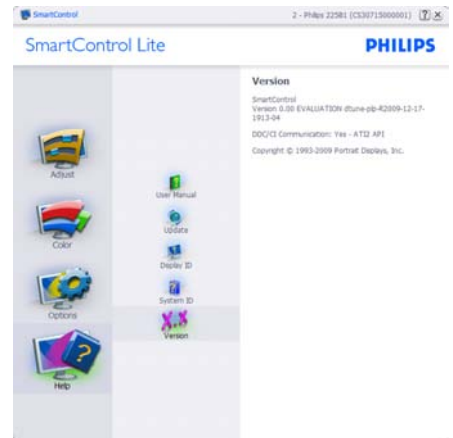 SmartControl
2 - Philips 225B1 (CS30715000001)
SmartControl Lite
PHILIPS
Adjust
Color
Options
Help
User Manual
Update
Display ID
System ID
Version
Version
SmartControl
Version 0.00 EVALUATION dtune-plp-R2009-12-17-
1913-04
DDC/CI Communication: Yes - ATI2 API
Copyright © 1993-2009 Portrait Displays, Inc.